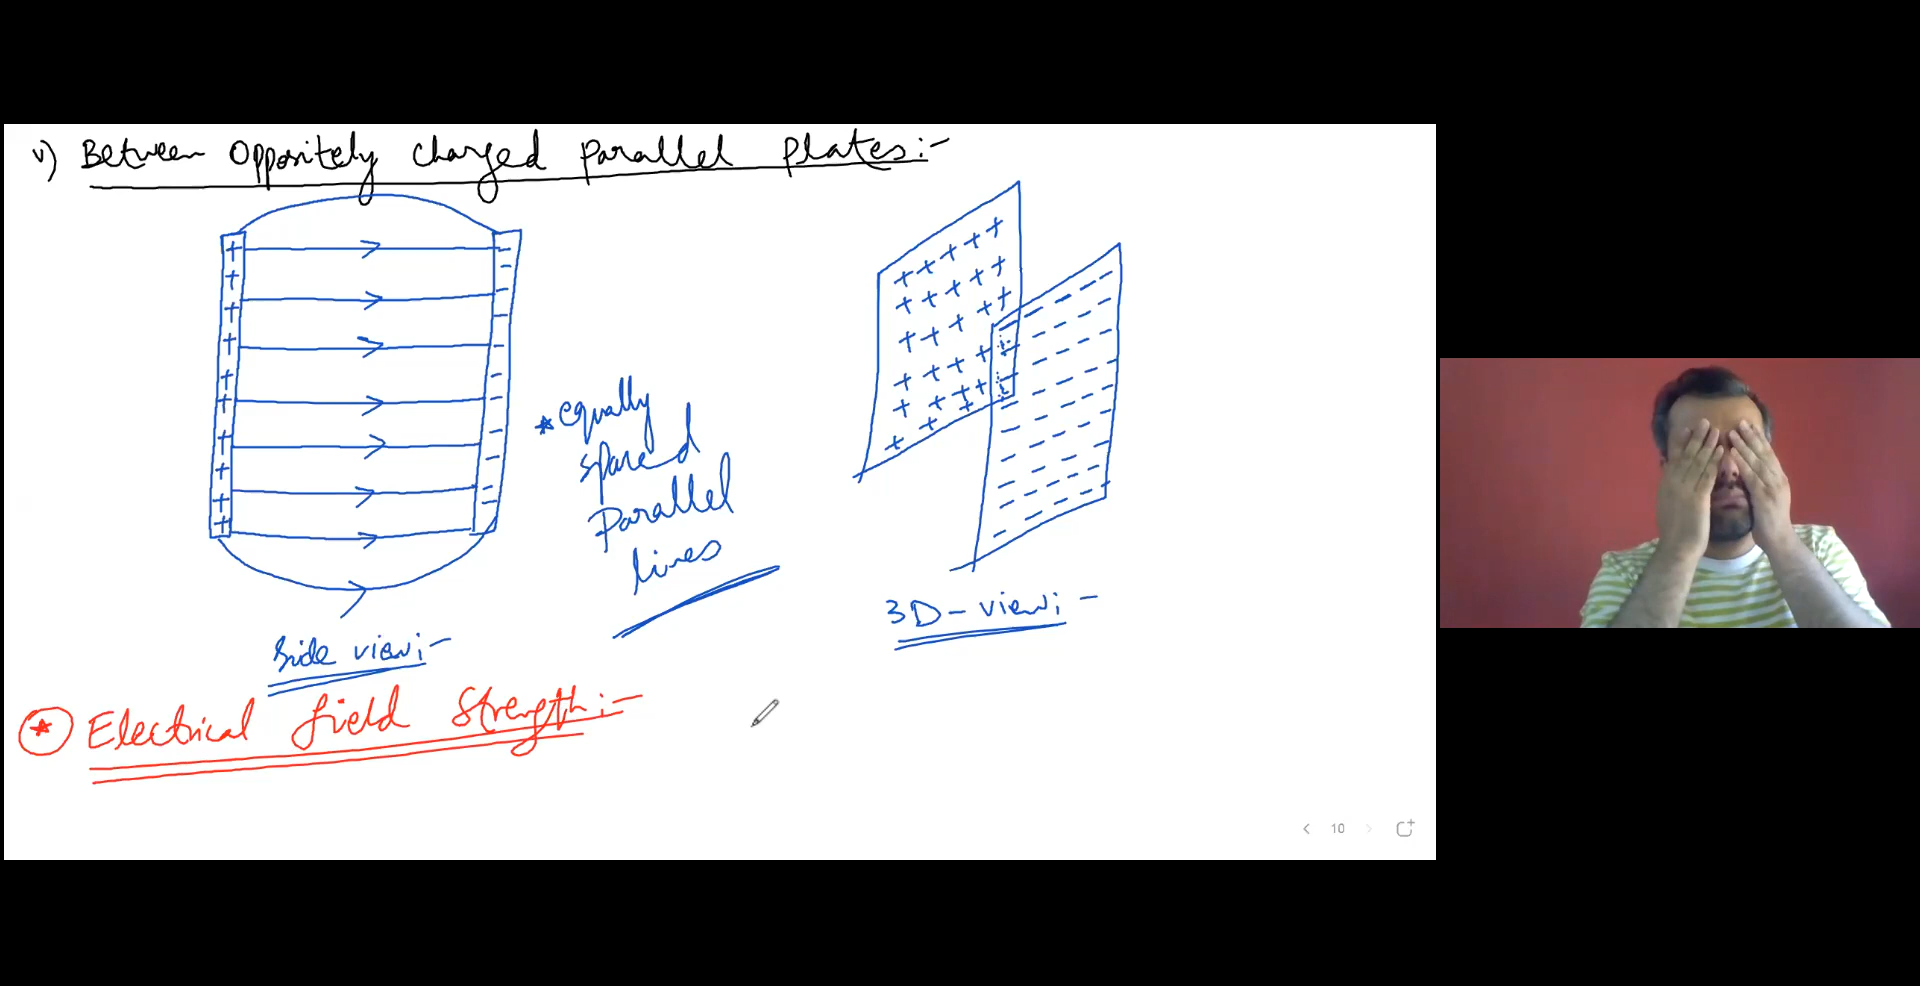 v) Between Oppositely charged parallel plates:-
* equally
spaced
Parallel
lines
Side view:-
3D-view:-
* Electrical field Strength:-
10